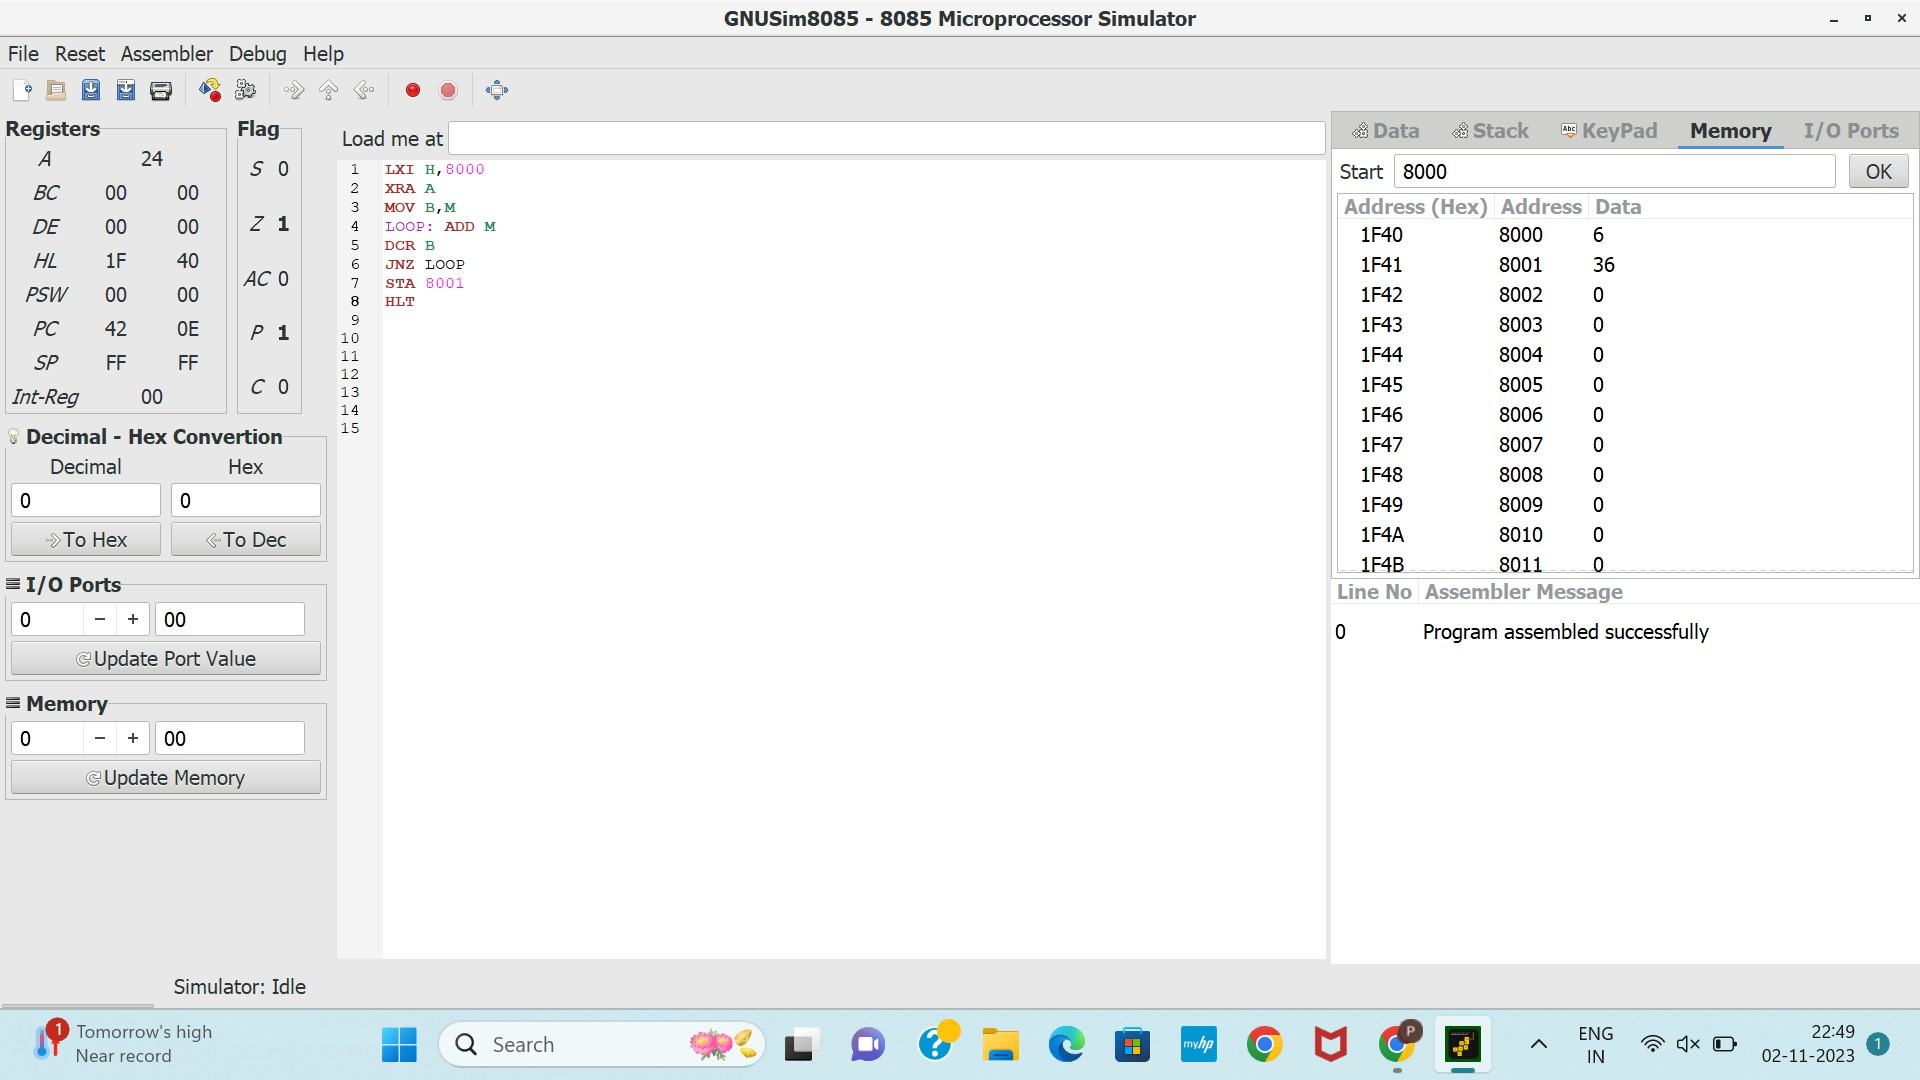 GNUSim8085 - 8085 Microprocessor Simulator
File Reset Assembler Debug Help
Registers
A 24
BC 00 00
DE 00 00
HL 1F 40
PSW 00 00
PC 42 0E
SP FF FF
Int-Reg 00
Flag
S 0
Z 1
AC 0
P 1
C 0
Decimal - Hex Convertion
Decimal Hex
0 0
To Hex To Dec
I/O Ports
0 − + 00
Update Port Value
Memory
0 − + 00
Update Memory
Simulator: Idle
Load me at
1 LXI H,8000
2 XRA A
3 MOV B,M
4 LOOP: ADD M
5 DCR B
6 JNZ LOOP
7 STA 8001
8 HLT
9
10
11
12
13
14
15
Data Stack Abc KeyPad Memory I/O Ports
Start 8000 OK
Address (Hex) Address Data
1F40 8000 6
1F41 8001 36
1F42 8002 0
1F43 8003 0
1F44 8004 0
1F45 8005 0
1F46 8006 0
1F47 8007 0
1F48 8008 0
1F49 8009 0
1F4A 8010 0
1F4B 8011 0
Line No Assembler Message
0 Program assembled successfully
1 Tomorrow's high
Near record
Search
?
myhp
P
ENG
IN
22:49
02-11-2023
1